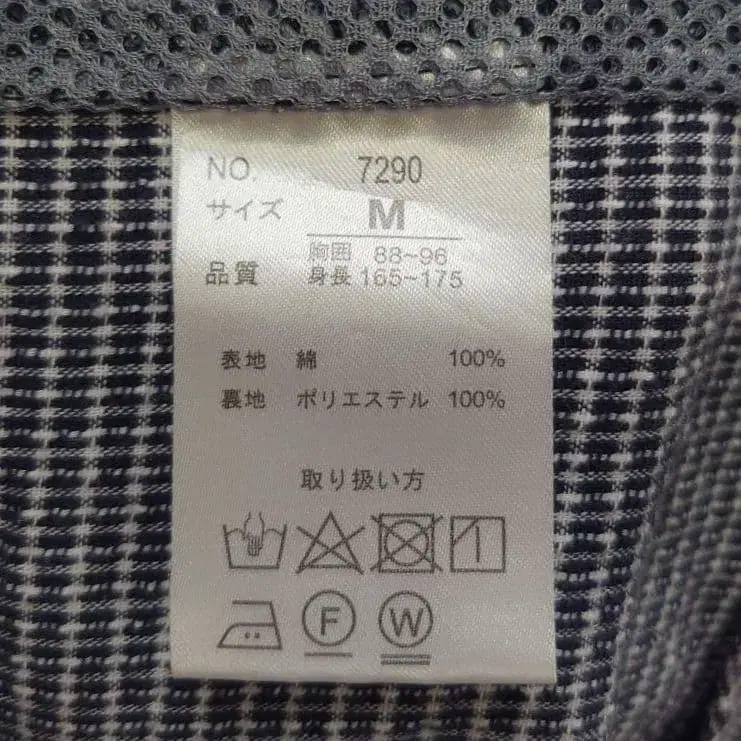 NO. 7290
サイズ M
胸囲 88~96
品質 身長 165~175
表地 綿 100%
裏地 ポリエステル 100%
取り扱い方
F W